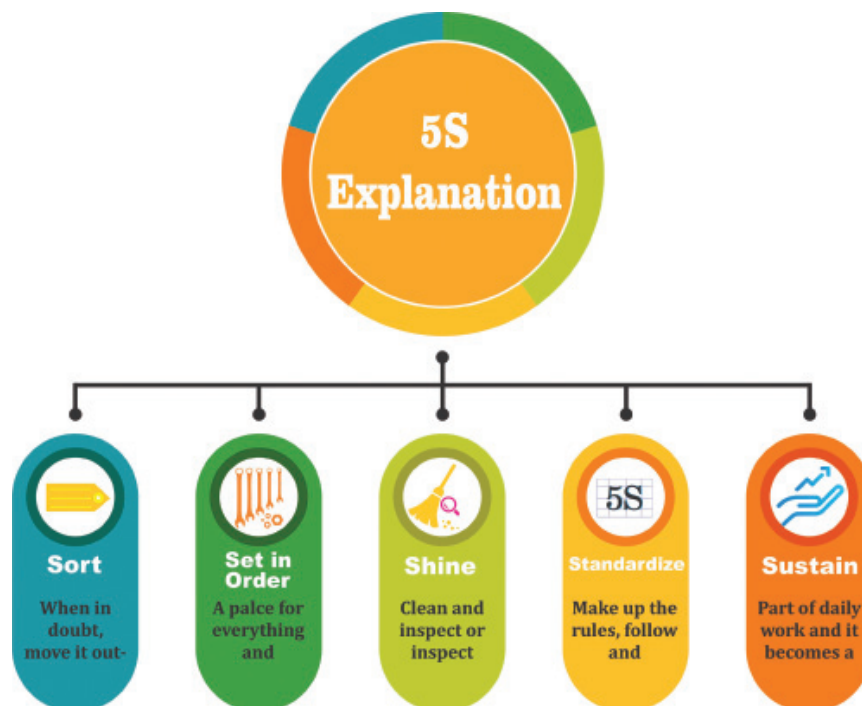 5S
Explanation
Sort
When in
doubt,
move it out-
Set in
Order
A palce for
everything
and
Shine
Clean and
inspect or
inspect
5S
Standardize
Make up the
rules, follow
and
Sustain
Part of daily
work and it
becomes a